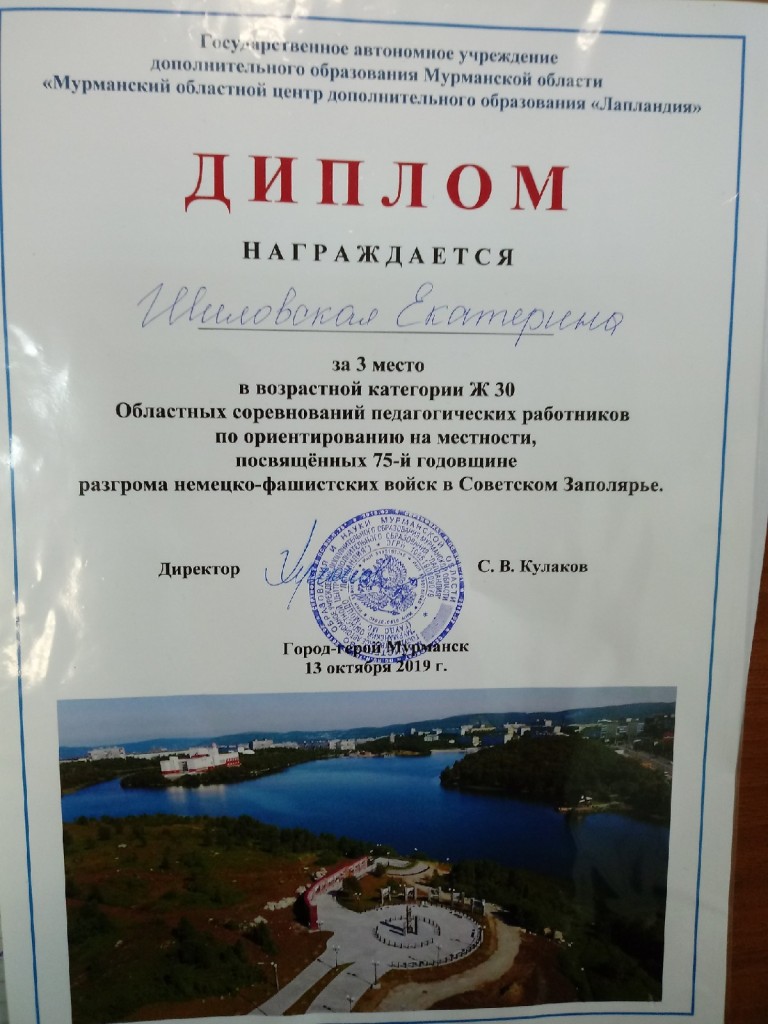 Государственное автономное учреждение
дополнительного образования Мурманской области
«Мурманский областной центр дополнительного образования «Лапландия»
ДИПЛОМ
НАГРАЖДАЕТСЯ
Шиловская Екатерина
за 3 место
в возрастной категории Ж 30
Областных соревнований педагогических работников
по ориентированию на местности,
посвящённых 75-й годовщине
разгрома немецко-фашистских войск в Советском Заполярье.
Директор С. В. Кулаков
Город-герой Мурманск
13 октября 2019 г.